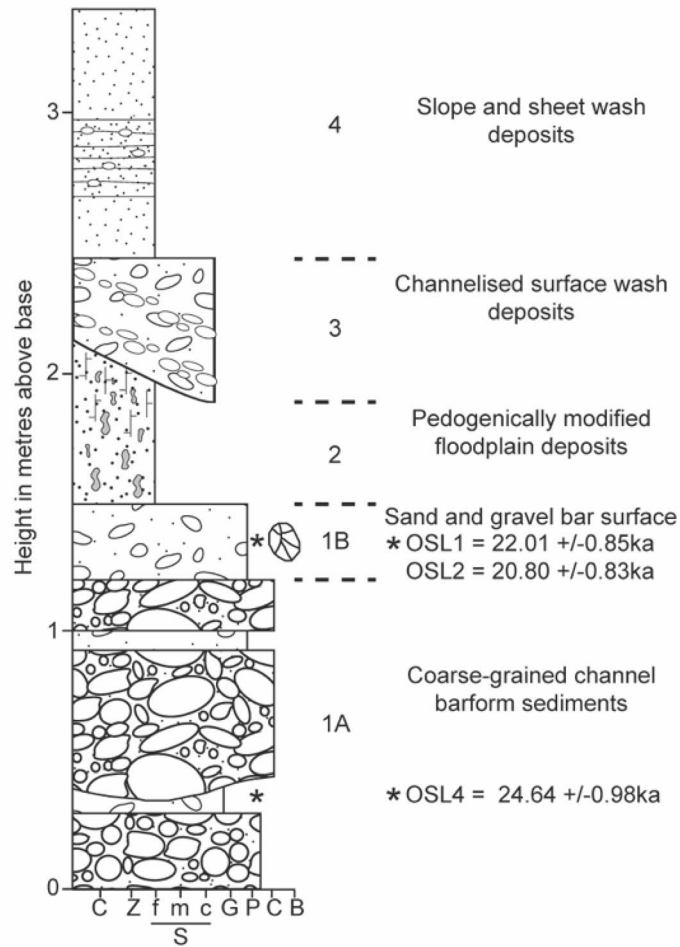 3
4
Slope and sheet wash
deposits
Channelised surface wash
deposits
3
Height in metres above base
2
Pedogenically modified
floodplain deposits
2
Sand and gravel bar surface
* 1B * OSL1 = 22.01 +/-0.85ka
OSL2 = 20.80 +/-0.83ka
1
Coarse-grained channel
barform sediments
1A
* * OSL4 = 24.64 +/-0.98ka
0
C Z f m c G P C B
S